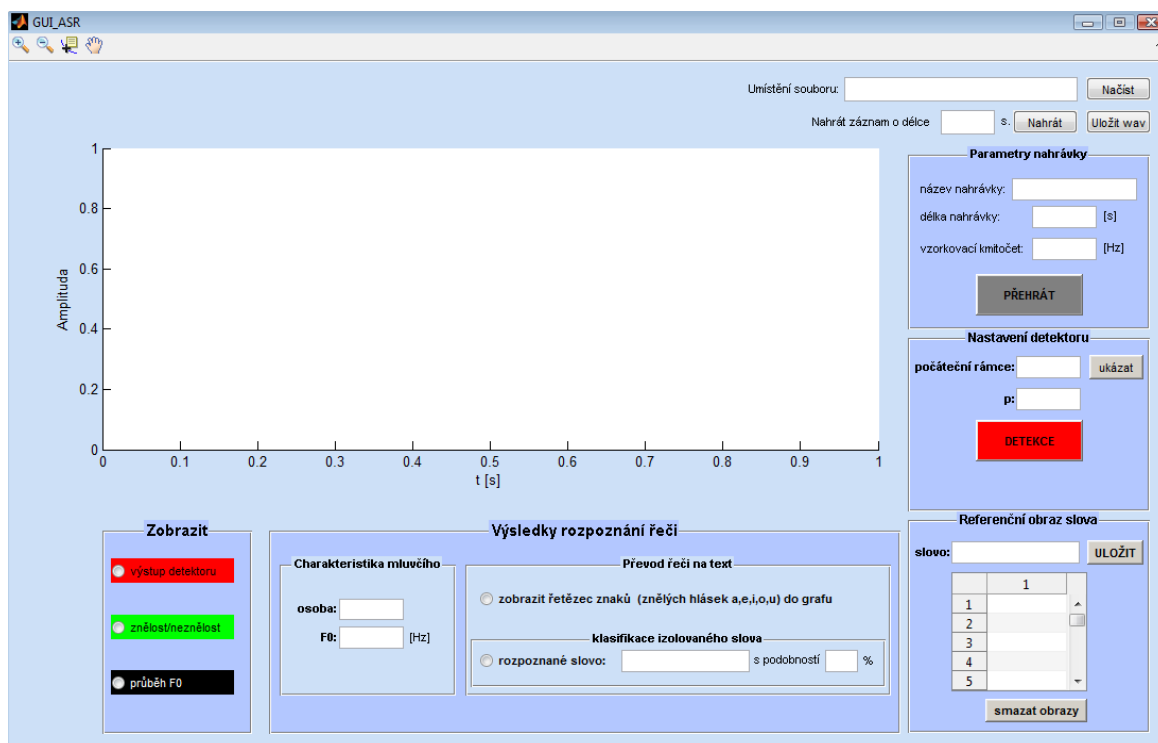 GUI_ASR
Umístění souboru: Načíst
Nahrát záznam o délce s. Nahrát Uložit wav
1
0.8
0.6
0.4
0.2
0
Amplituda
0 0.1 0.2 0.3 0.4 0.5 0.6 0.7 0.8 0.9 1
t [s]
Parametry nahrávky
název nahrávky:
délka nahrávky: [s]
vzorkovací kmitočet: [Hz]
PŘEHRÁT
Nastavení detektoru
počáteční rámce: ukázat
p:
DETEKCE
Zobrazit
výstup detektoru
znělost/neznělost
průběh F0
Výsledky rozpoznání řeči
Charakteristika mluvčího
osoba:
F0: [Hz]
Převod řeči na text
zobrazit řetězec znaků (znělých hlásek a,e,i,o,u) do grafu
klasifikace izolovaného slova
rozpoznané slovo: s podobností %
Referenční obraz slova
slovo: ULOŽIT
1
1
2
3
4
5
smazat obrazy